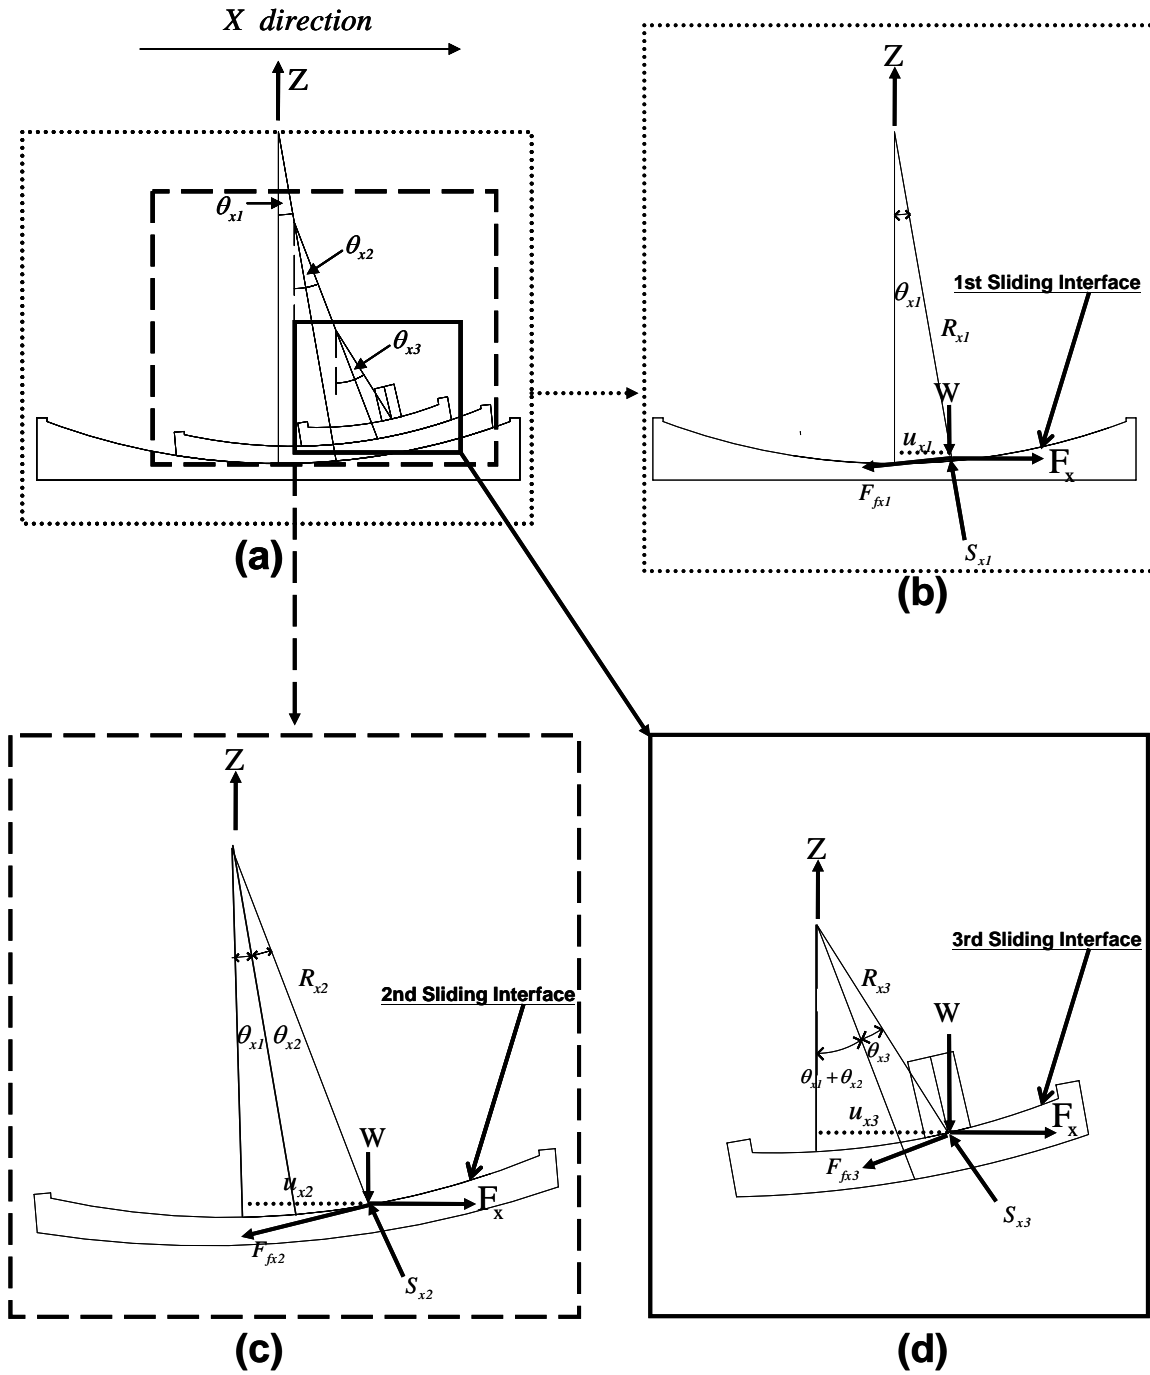 X direction
Z
θx1
θx2
θx3
(a)
Z
1st Sliding Interface
θx1
Rx1
W
ux1
Fx
Ffx1
Sx1
(b)
Z
Rx2
2nd Sliding Interface
θx1 θx2
W
ux2
Fx
Ffx2
Sx2
(c)
Z
3rd Sliding Interface
Rx3
W
θx3
θx1+θx2
ux3
Fx
Ffx3
Sx3
(d)